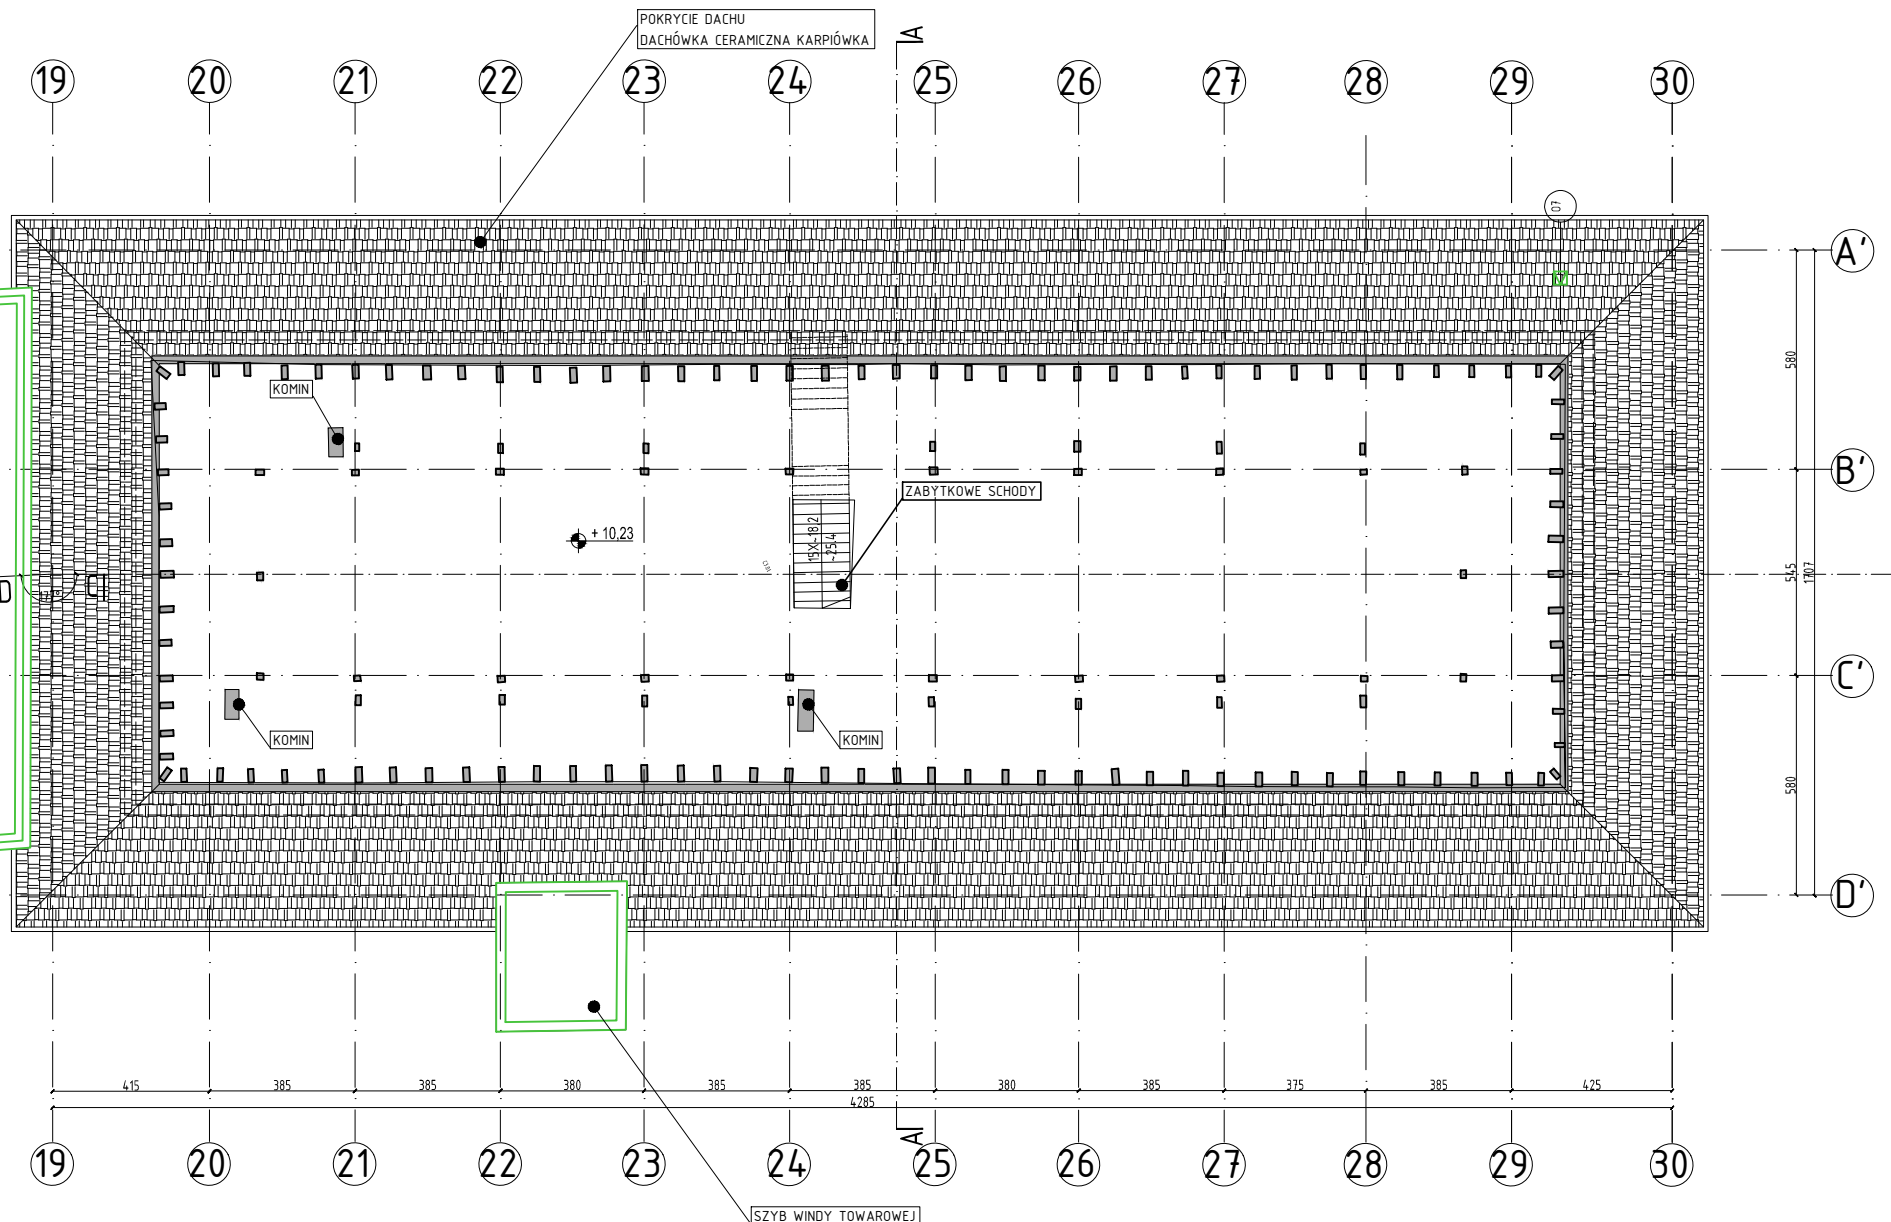 POKRYCIE DACHU
DACHÓWKA CERAMICZNA KARPIÓWKA
A
19 20 21 22 23 24 25 26 27 28 29 30
07
A'
KOMIN
580
B'
ZABYTKOWE SCHODY
+ 10,23
15X~18.2
~25.4
545
1707
D
177°
D
C'
KOMIN
KOMIN
580
D'
415 385 385 380 385 385 380 385 375 385 425
4285
A
19 20 21 22 23 24 25 26 27 28 29 30
SZYB WINDY TOWAROWEJ